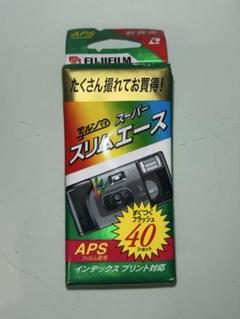 APS
FUJIFILM
たくさん撮れてお買得!
写ルンです スーパー
スリムエース
すぐつく
フラッシュ
40
ショット
APS
フィルム使用
インデックス プリント対応